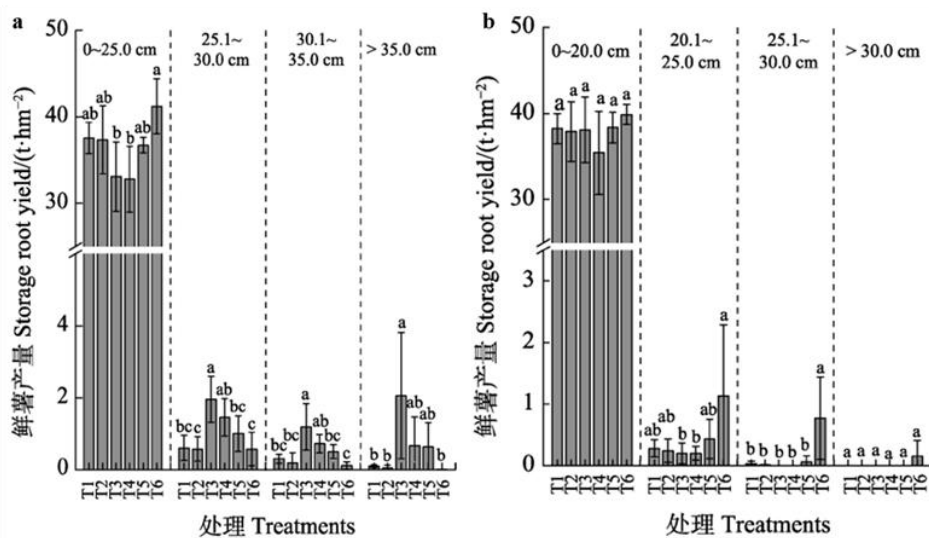 a
50
40
30
4
2
0
鲜薯产量 Storage root yield/(t·hm⁻²)
0~25.0 cm
25.1~
30.0 cm
30.1~
35.0 cm
> 35.0 cm
ab ab b b ab a
bc c a ab bc c
bc bc a ab bc c
b b a ab ab b
T1 T2 T3 T4 T5 T6 T1 T2 T3 T4 T5 T6 T1 T2 T3 T4 T5 T6 T1 T2 T3 T4 T5 T6
处理 Treatments
b
50
40
30
3
2
1
0
鲜薯产量 Storage root yield/(t·hm⁻²)
0~20.0 cm
20.1~
25.0 cm
25.1~
30.0 cm
> 30.0 cm
a a a a a a
ab ab b b ab a
b b b b b a
a a a a a a
T1 T2 T3 T4 T5 T6 T1 T2 T3 T4 T5 T6 T1 T2 T3 T4 T5 T6 T1 T2 T3 T4 T5 T6
处理 Treatments